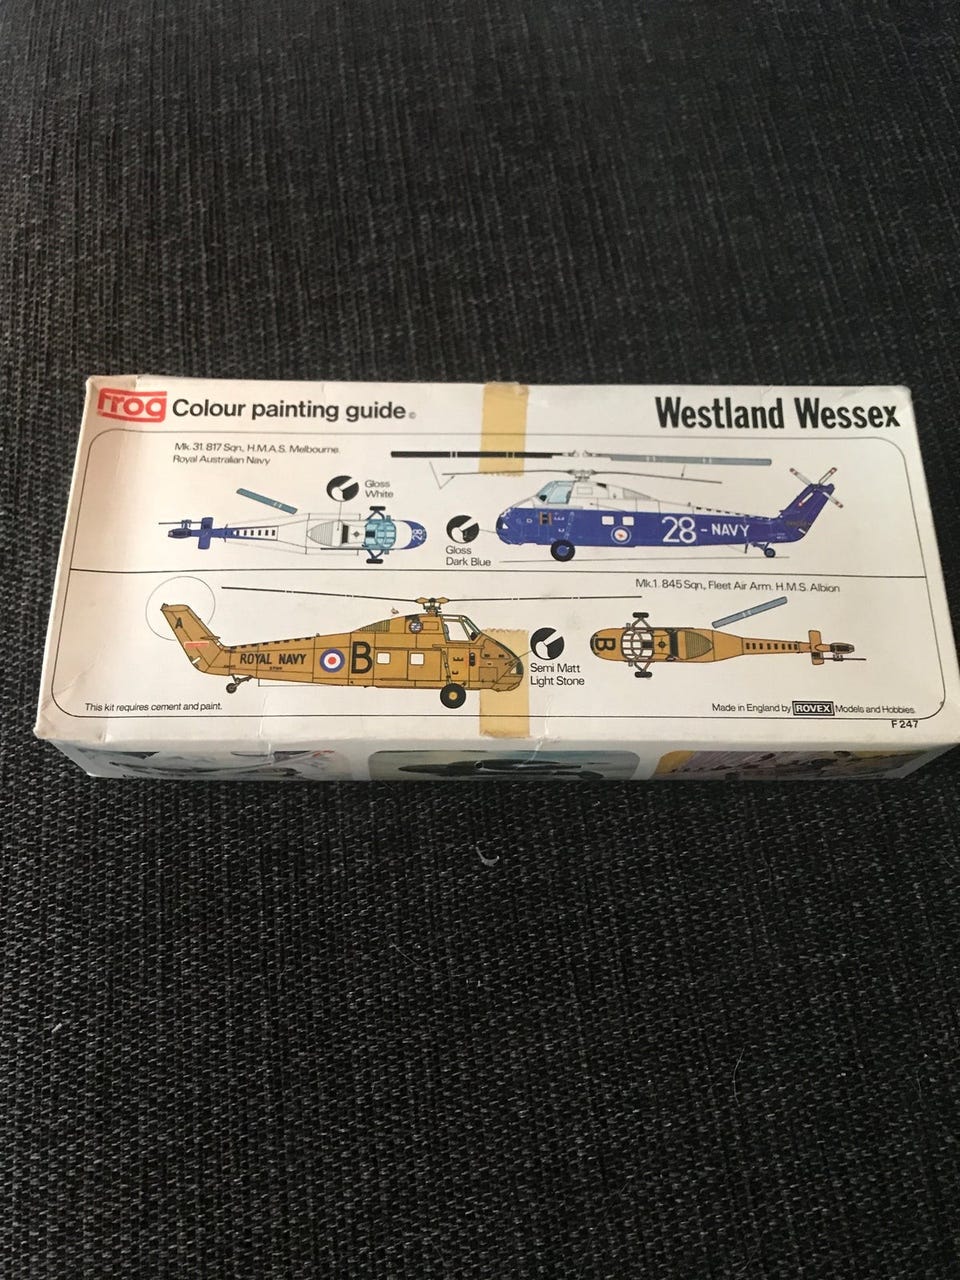 frog Colour painting guide ©
Westland Wessex
Mk. 31. 817 Sqn, H.M.A.S. Melbourne.
Royal Australian Navy
Gloss
White
28
Gloss
Dark Blue
28 - NAVY
Mk.1. 845 Sqn., Fleet Air Arm. H.M.S. Albion
A
ROYAL NAVY
B
Semi Matt
Light Stone
B
This kit requires cement and paint.
Made in England by ROVEX Models and Hobbies.
F 247